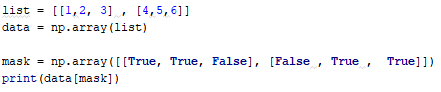 list = [[1,2, 3] , [4,5,6]]
data = np.array(list)
mask = np.array([[True, True, False], [False , True , True]])
print(data[mask])